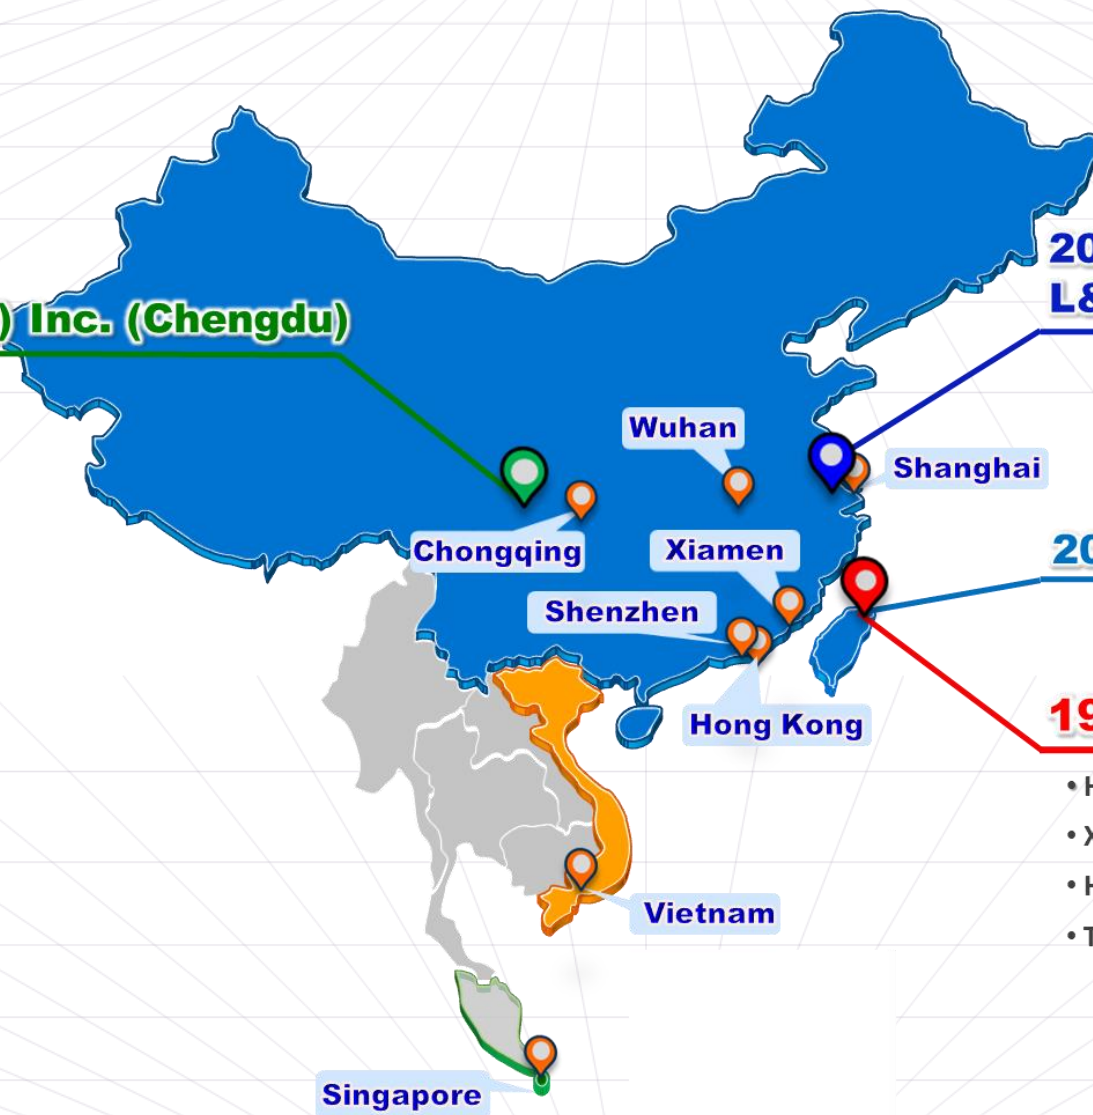 20
L&
) Inc. (Chengdu)
Wuhan
Shanghai
Chongqing
Xiamen
20
Shenzhen
19
Hong Kong
• H
• X
• H
• T
Vietnam
Singapore